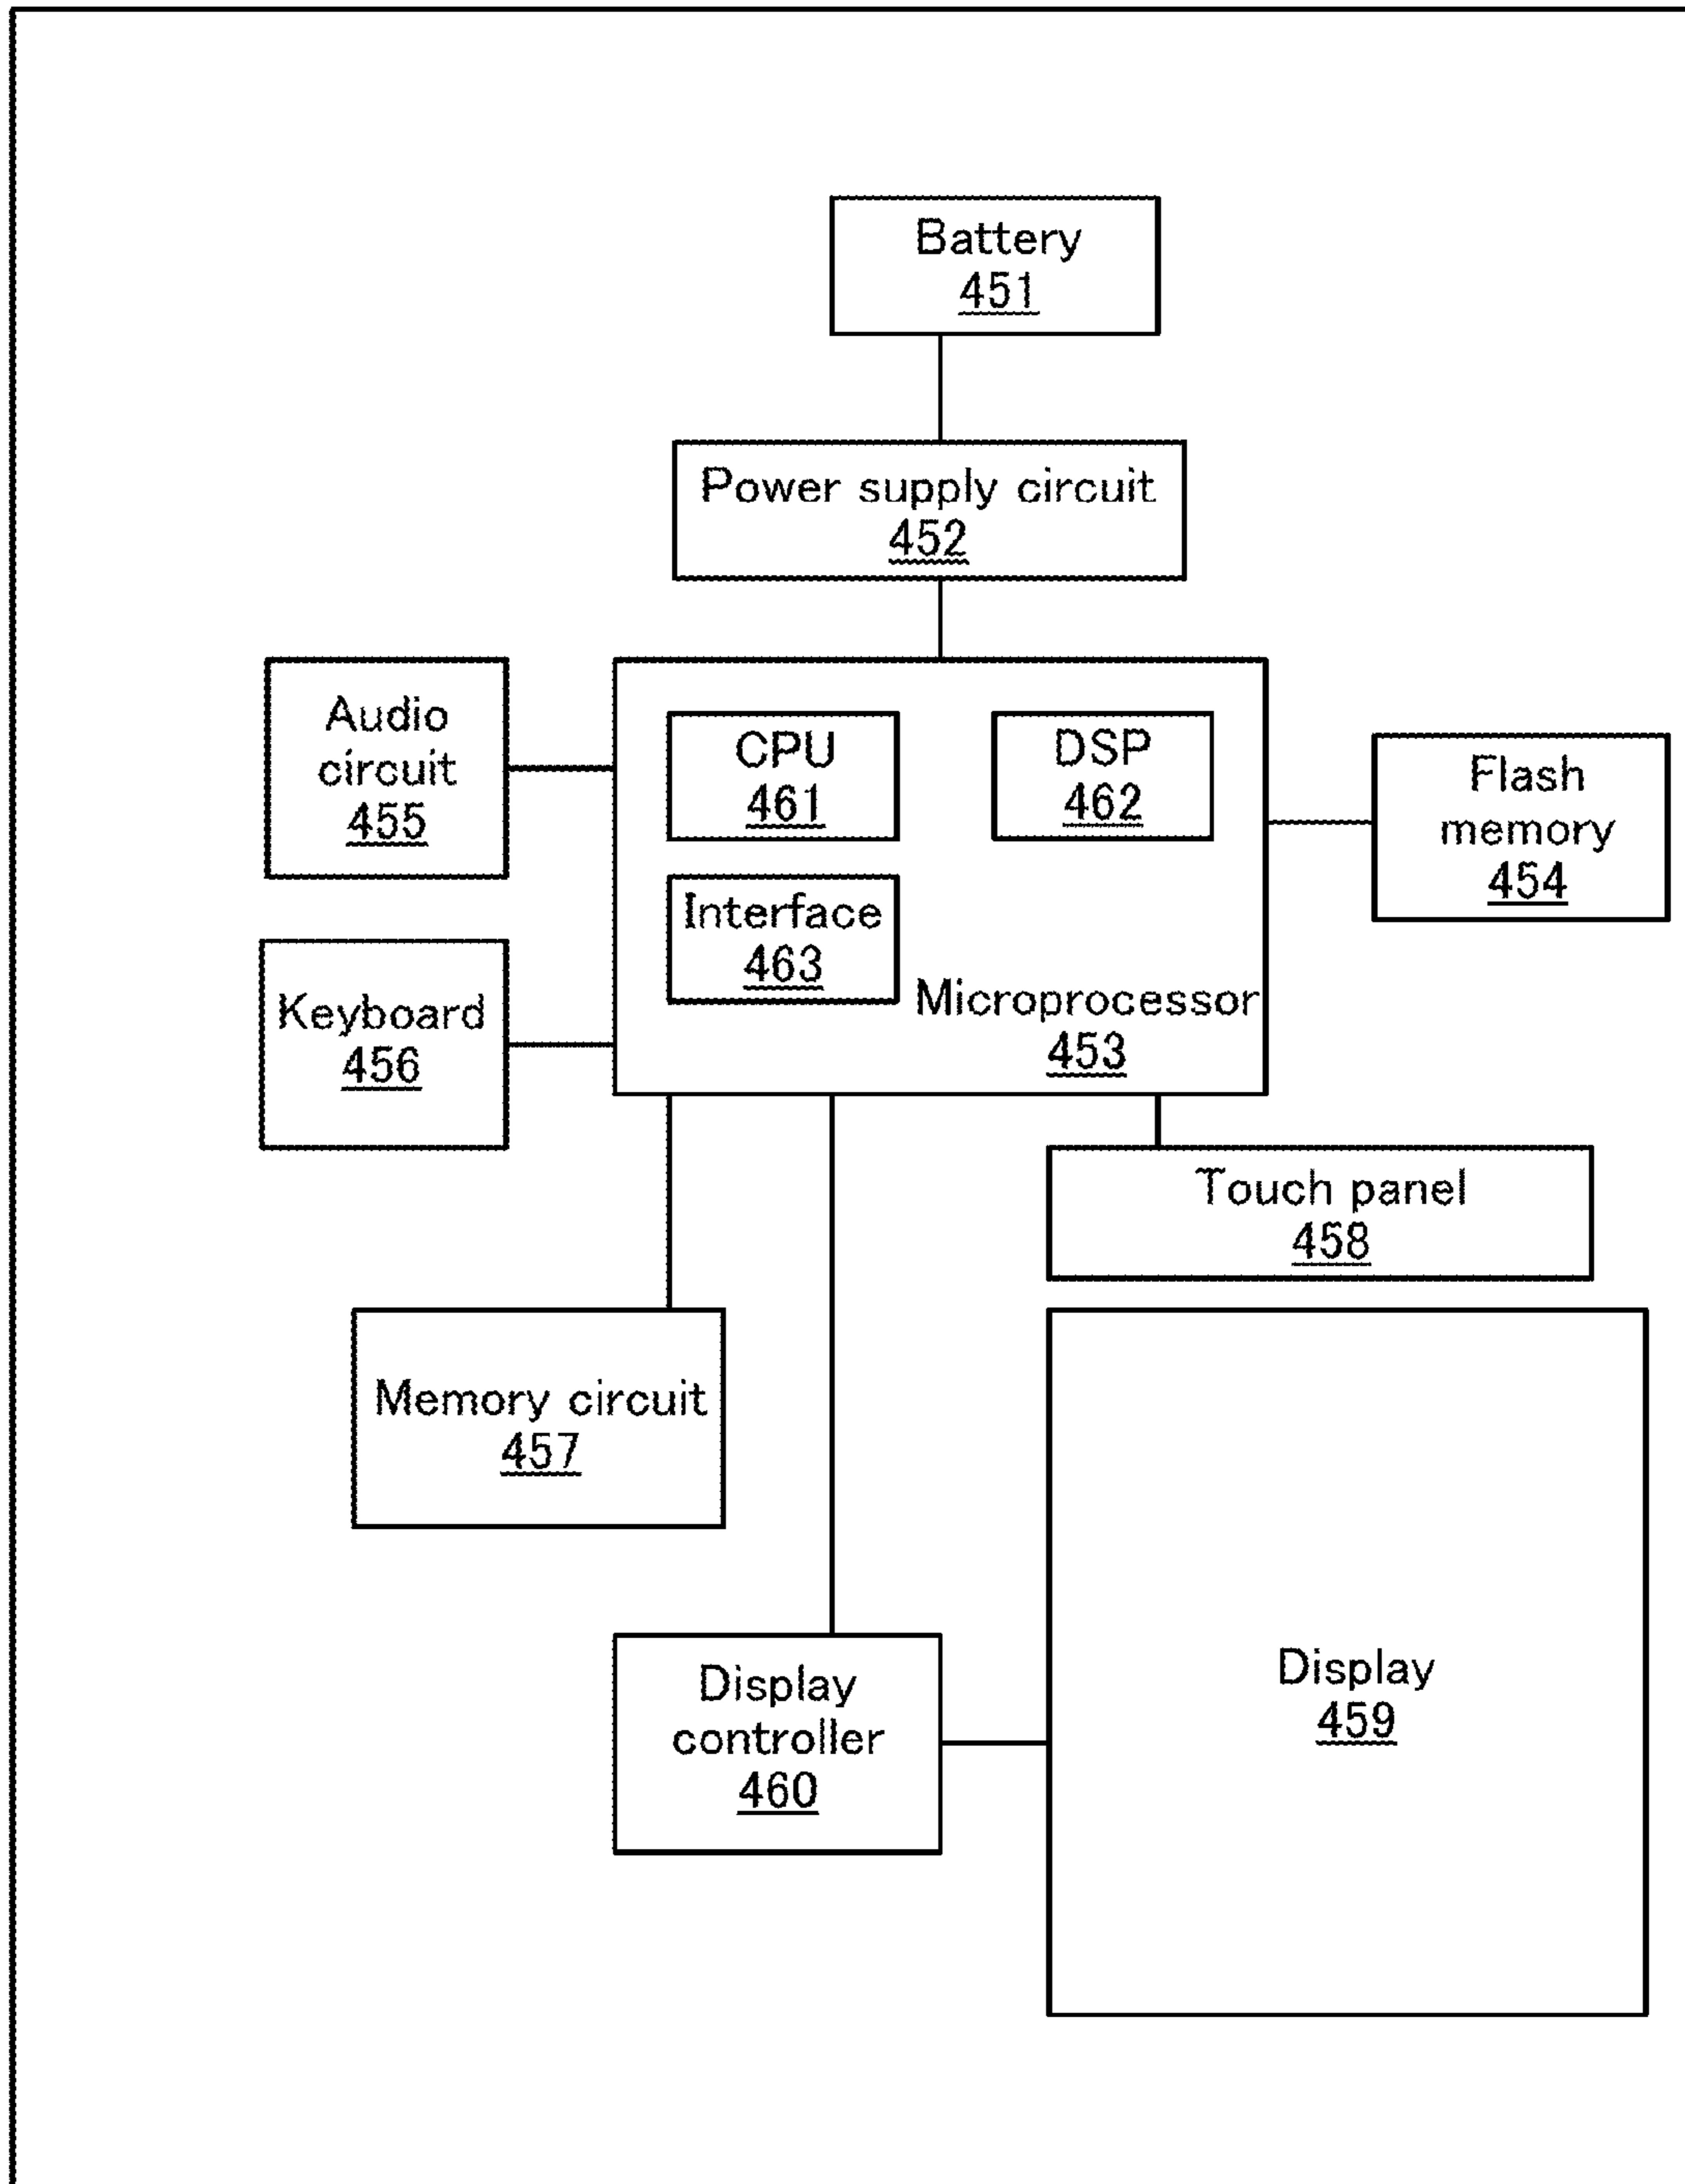 Battery
451
Power supply circuit
452
Audio
circuit
455
CPU
461
DSP
462
Flash
memory
454
Interface
463
Microprocessor
453
Keyboard
456
Touch panel
458
Memory circuit
457
Display
controller
460
Display
459